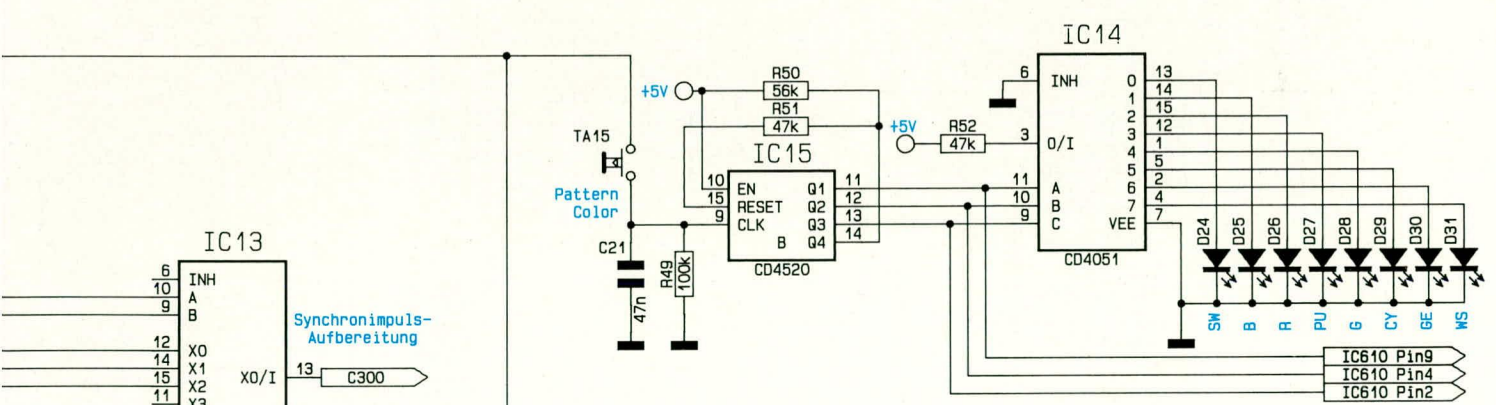 IC14
R50
+5V
56k
R51
47k
TA15
+5V
R52
47k
IC15
Pattern
Color
10 EN Q1 11
15 RESET Q2 12
9 CLK Q3 13
B Q4 14
CD4520
6 INH 0 13
1 14
2 15
3 O/I 3 12
4 1
5 5
11 A 6 2
10 B 7 4
9 C VEE 7
CD4051
C21
47n
R49
100k
D24
D25
D26
D27
D28
D29
D30
D31
SW
B
R
PU
G
CY
GE
WS
IC13
6 INH
10 A
9 B
12 X0
14 X1
15 X2
11 X3
X0/I 13
Synchronimpuls-
Aufbereitung
C300
IC610 Pin9
IC610 Pin4
IC610 Pin2